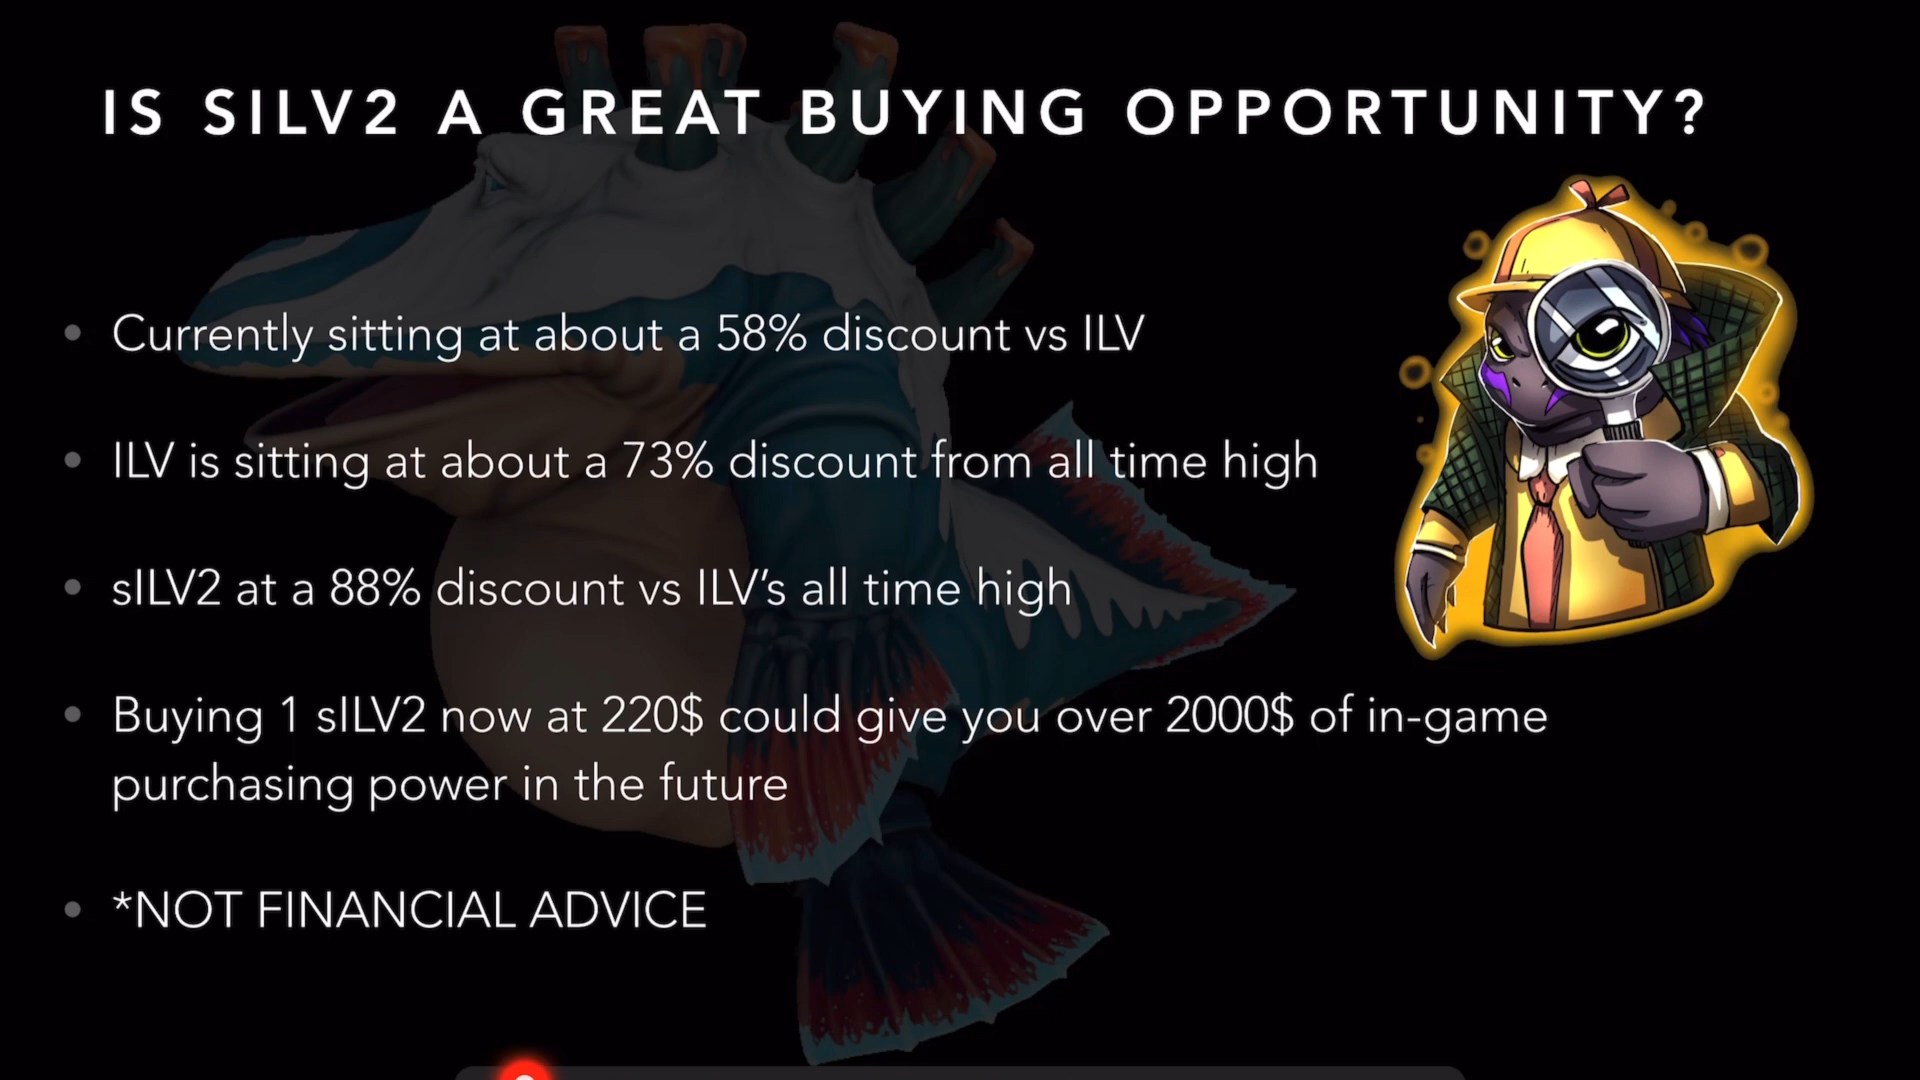 IS SILV2 A GREAT BUYING OPPORTUNITY?
• Currently sitting at about a 58% discount vs ILV
• ILV is sitting at about a 73% discount from all time high
• sILV2 at a 88% discount vs ILV’s all time high
• Buying 1 sILV2 now at 220$ could give you over 2000$ of in-game
purchasing power in the future
• *NOT FINANCIAL ADVICE